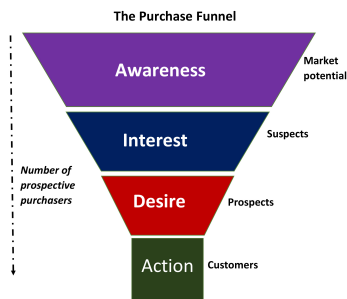 The Purchase Funnel
Awareness
Market
potential
Interest
Suspects
Number of
prospective
purchasers
Desire
Prospects
Action
Customers